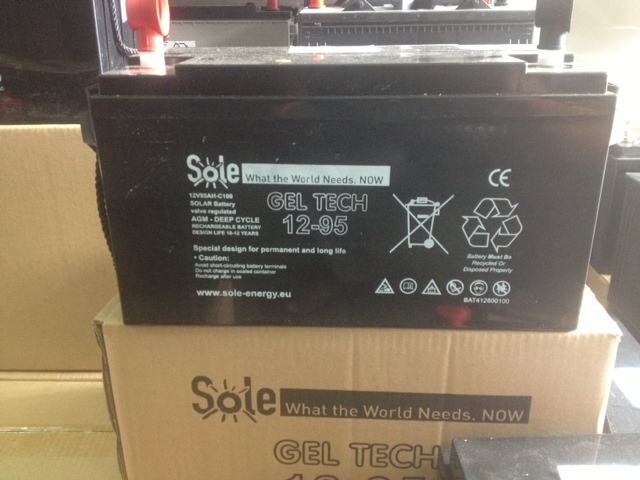 Sole What the World Needs. NOW
CE
12V95AH-C100
SOLAR Battery
valve regulated
AGM - DEEP CYCLE
RECHARGEABLE BATTERY
DESIGN LIFE 10-12 YEARS
GEL TECH
12-95
Special design for permanent and long life
• Caution:
Avoid short-circuiting battery terminals
Do not charge in sealed container
Recharge after use
www.sole-energy.eu
Battery Must Be
Recycled Or
Disposed Properly
BAT412800100
Sole What the World Needs. NOW
GEL TECH
12-95